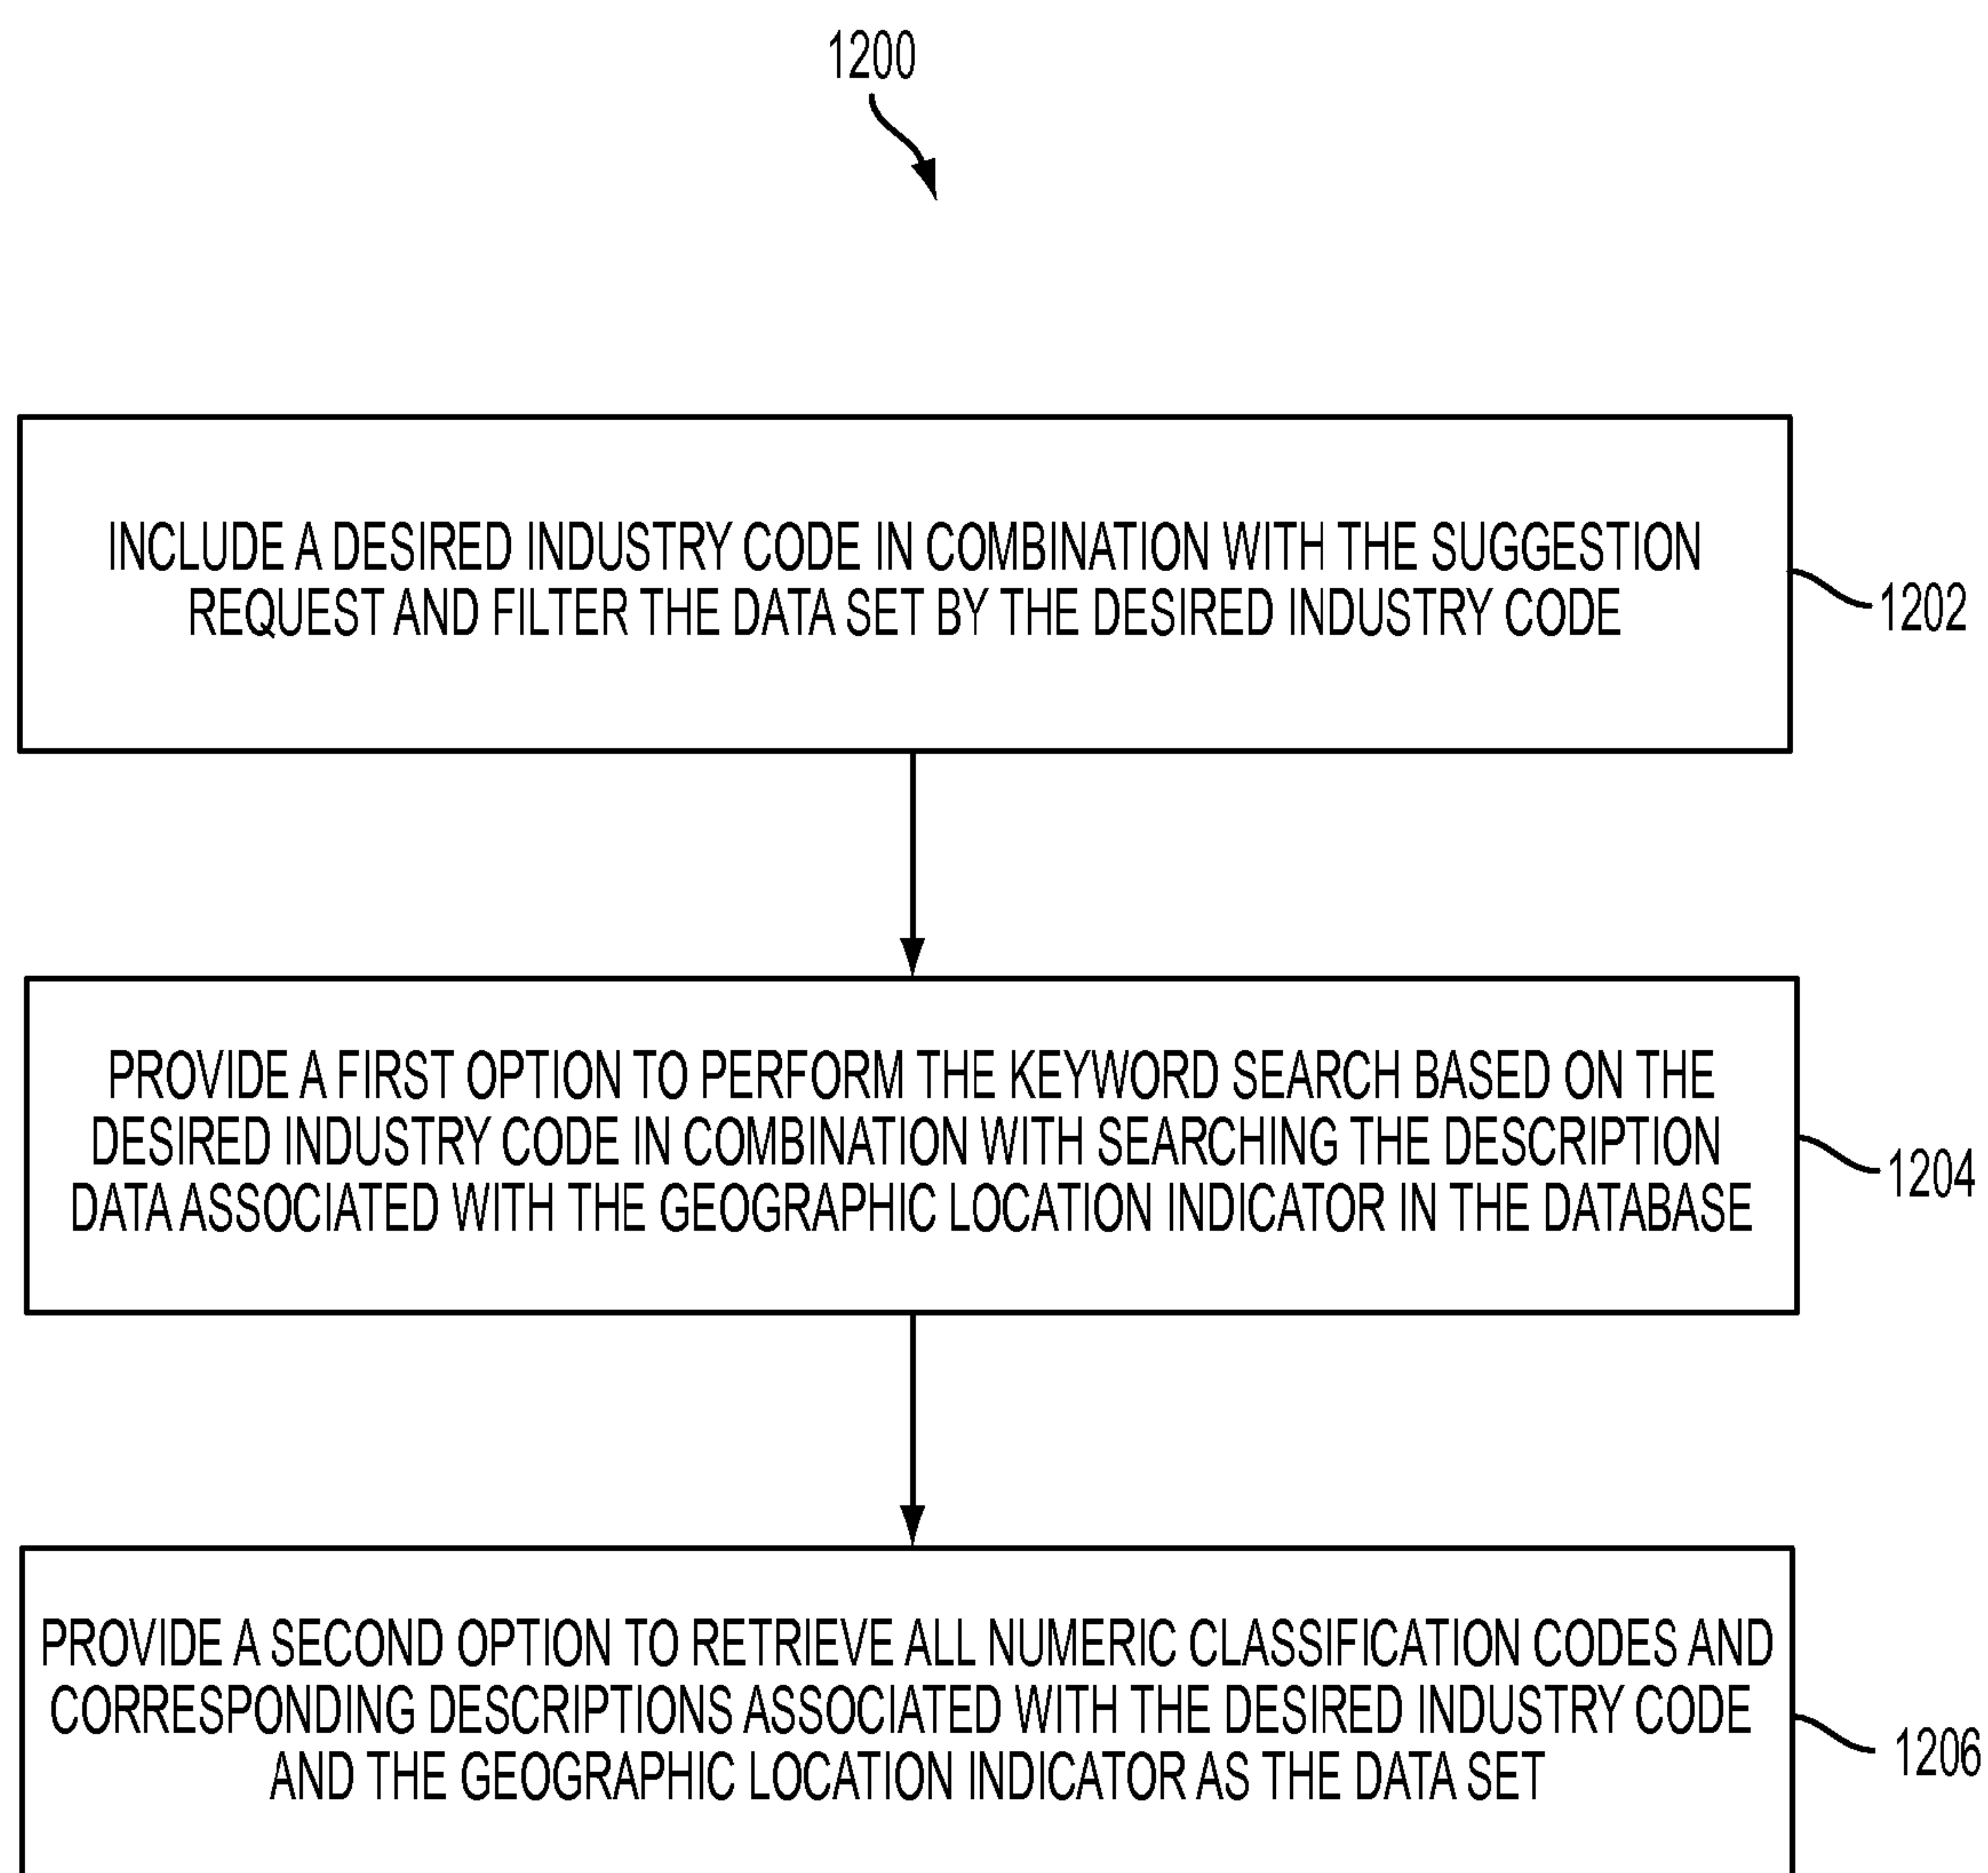 1200
INCLUDE A DESIRED INDUSTRY CODE IN COMBINATION WITH THE SUGGESTION
REQUEST AND FILTER THE DATA SET BY THE DESIRED INDUSTRY CODE
1202
PROVIDE A FIRST OPTION TO PERFORM THE KEYWORD SEARCH BASED ON THE
DESIRED INDUSTRY CODE IN COMBINATION WITH SEARCHING THE DESCRIPTION
DATA ASSOCIATED WITH THE GEOGRAPHIC LOCATION INDICATOR IN THE DATABASE
1204
PROVIDE A SECOND OPTION TO RETRIEVE ALL NUMERIC CLASSIFICATION CODES AND
CORRESPONDING DESCRIPTIONS ASSOCIATED WITH THE DESIRED INDUSTRY CODE
AND THE GEOGRAPHIC LOCATION INDICATOR AS THE DATA SET
1206